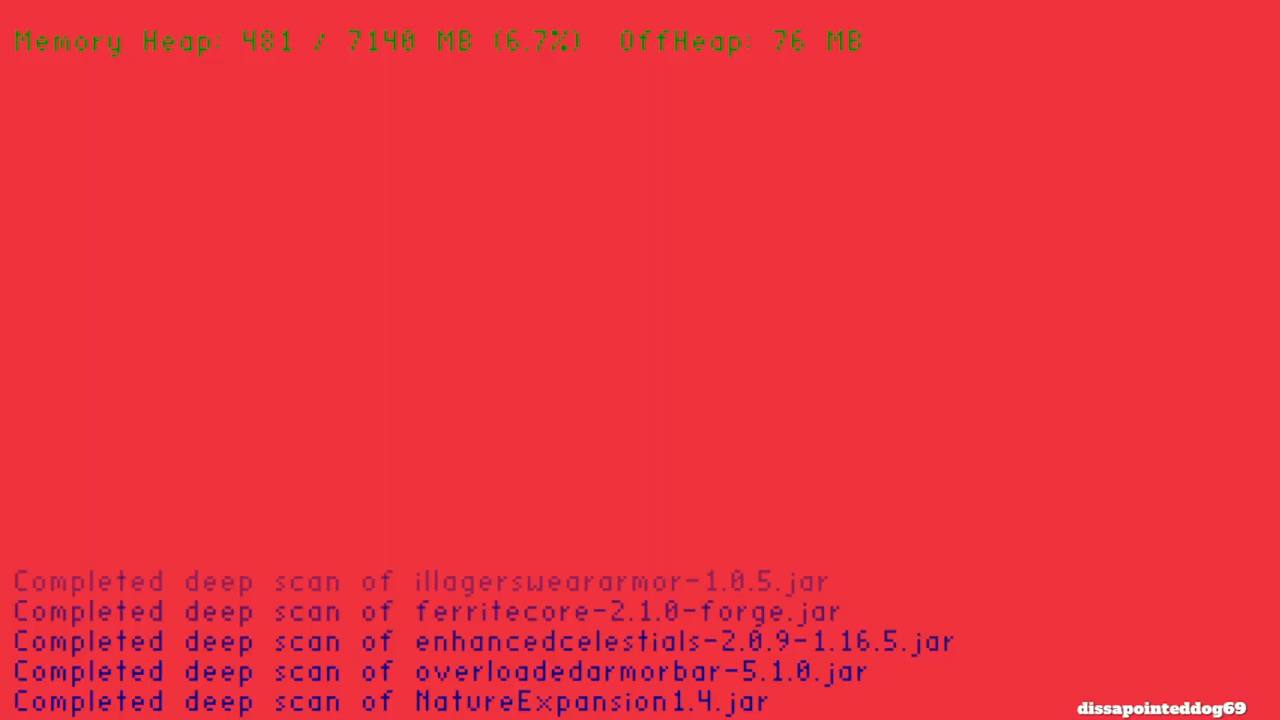 Memory Heap: 481 / 7140 MB (6.7%)  OffHeap: 76 MB
Completed deep scan of illagersweararmor-1.0.5.jar
Completed deep scan of ferritecore-2.1.0-forge.jar
Completed deep scan of enhancedcelestials-2.0.9-1.16.5.jar
Completed deep scan of overloadedarmorbar-5.1.0.jar
Completed deep scan of NatureExpansion1.4.jar
dissapointeddog69